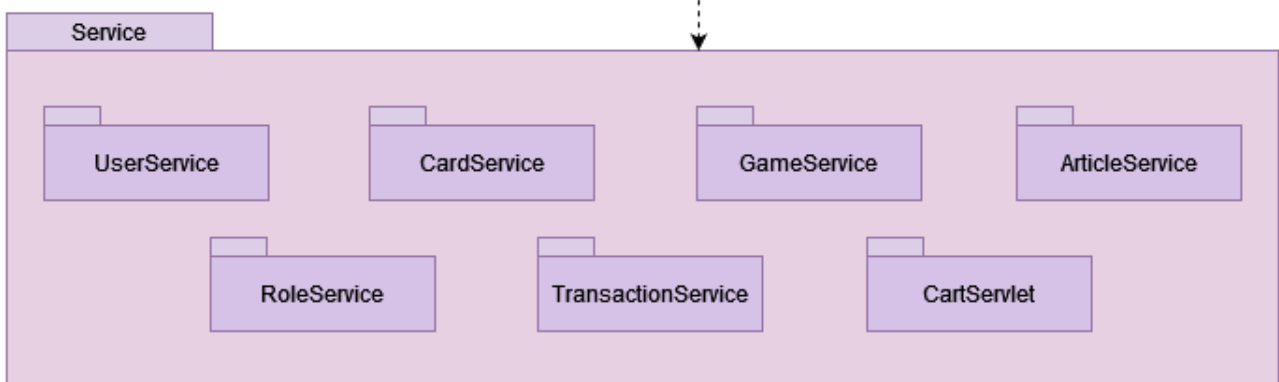 Service
UserService
CardService
GameService
ArticleService
RoleService
TransactionService
CartServlet